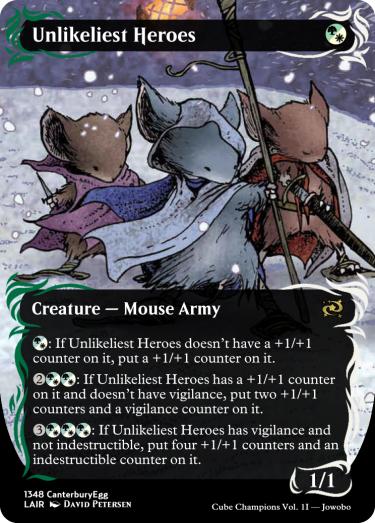 Unlikeliest Heroes
Creature — Mouse Army
: If Unlikeliest Heroes doesn't have a +1/+1
counter on it, put a +1/+1 counter on it.
2: If Unlikeliest Heroes has a +1/+1 counter
on it and doesn't have vigilance, put two +1/+1
counters and a vigilance counter on it.
3: If Unlikeliest Heroes has vigilance and
not indestructible, put four +1/+1 counters and an
indestructible counter on it.
1/1
1348 CanterburyEgg
LAIR David Petersen
Cube Champions Vol. 11 — Jowobo